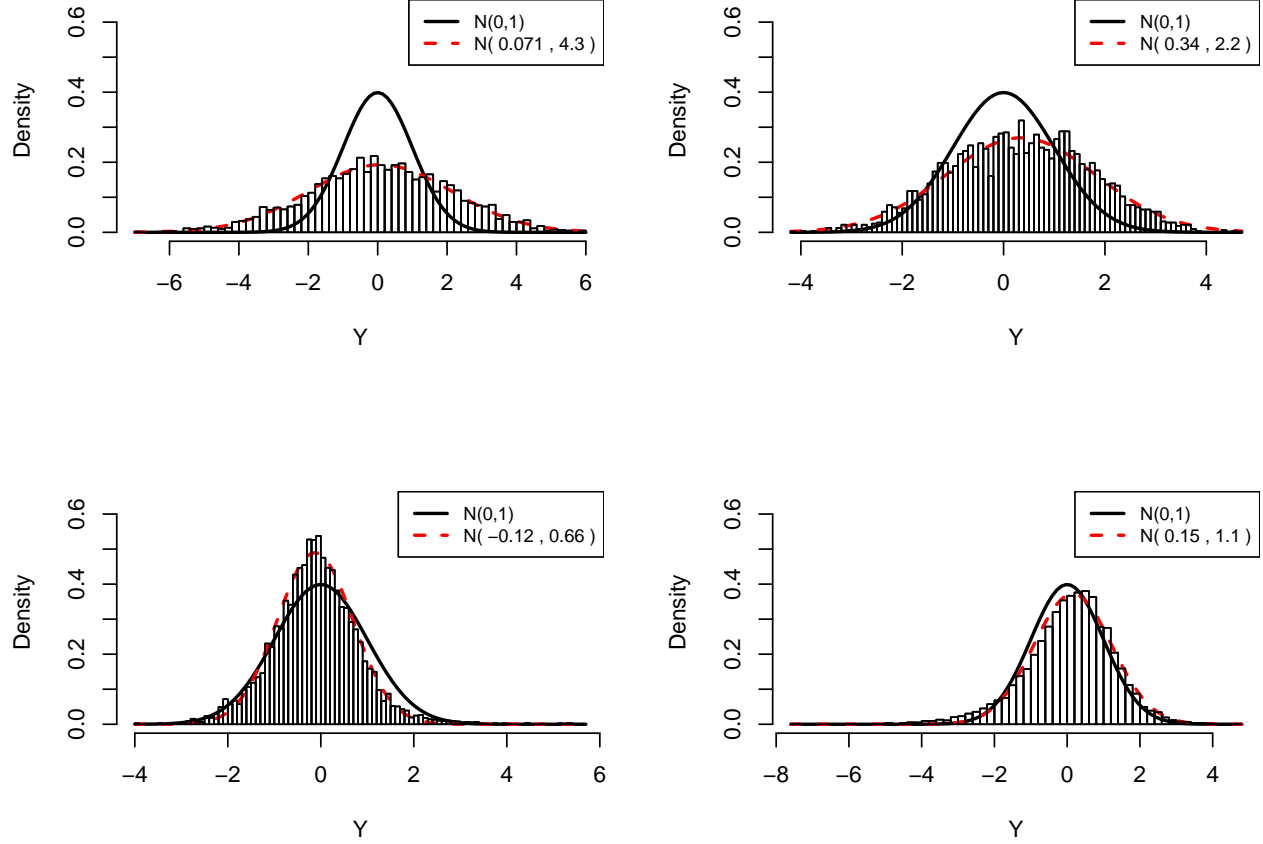 0.0 0.2 0.4 0.6
Density
N(0,1)
N( 0.071 , 4.3 )
−6 −4 −2 0 2 4 6
Y
0.0 0.2 0.4 0.6
Density
N(0,1)
N( 0.34 , 2.2 )
−4 −2 0 2 4
Y
0.0 0.2 0.4 0.6
Density
N(0,1)
N( −0.12 , 0.66 )
−4 −2 0 2 4 6
Y
0.0 0.2 0.4 0.6
Density
N(0,1)
N( 0.15 , 1.1 )
−8 −6 −4 −2 0 2 4
Y